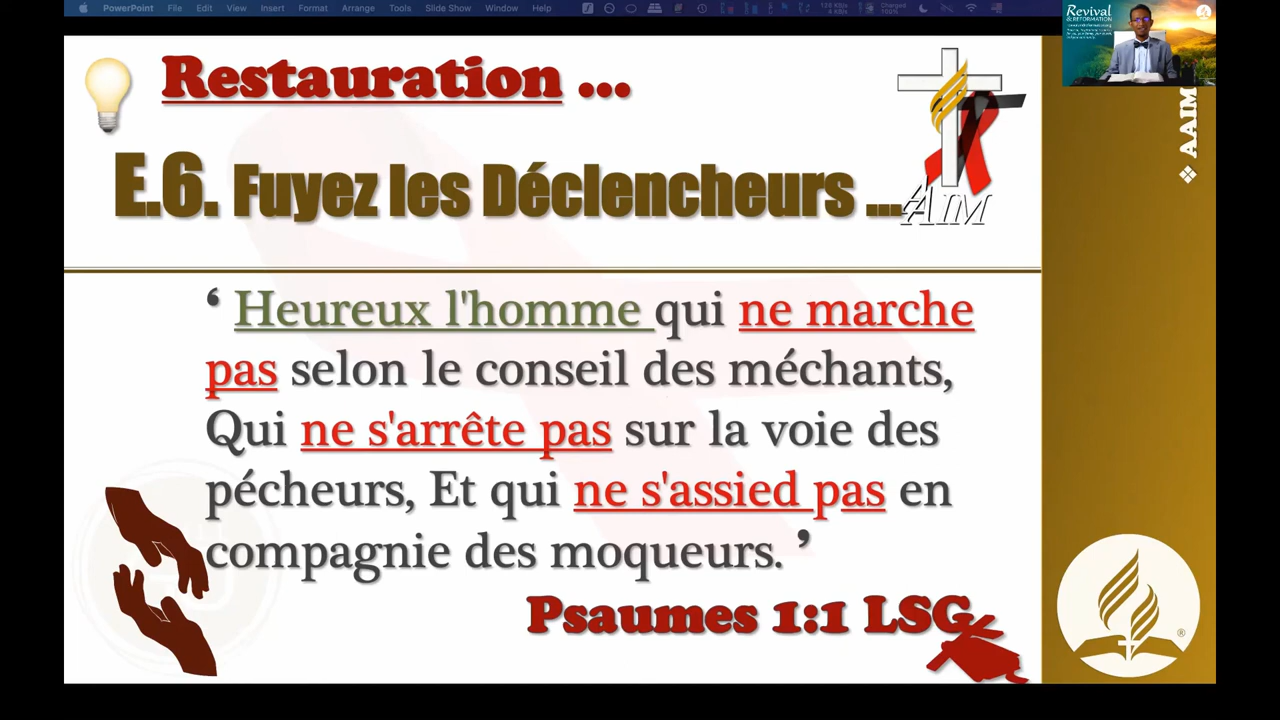 PowerPoint File Edit View Insert Format Arrange Tools Slide Show Window Help
Charged
100%
Revival
& REFORMATION
Restauration ...
E.6. Fuyez les Déclencheurs ...
AIM
❖ AAIM
‘ Heureux l'homme qui ne marche
pas selon le conseil des méchants,
Qui ne s'arrête pas sur la voie des
pécheurs, Et qui ne s'assied pas en
compagnie des moqueurs. ’
Psaumes 1:1 LSG
®